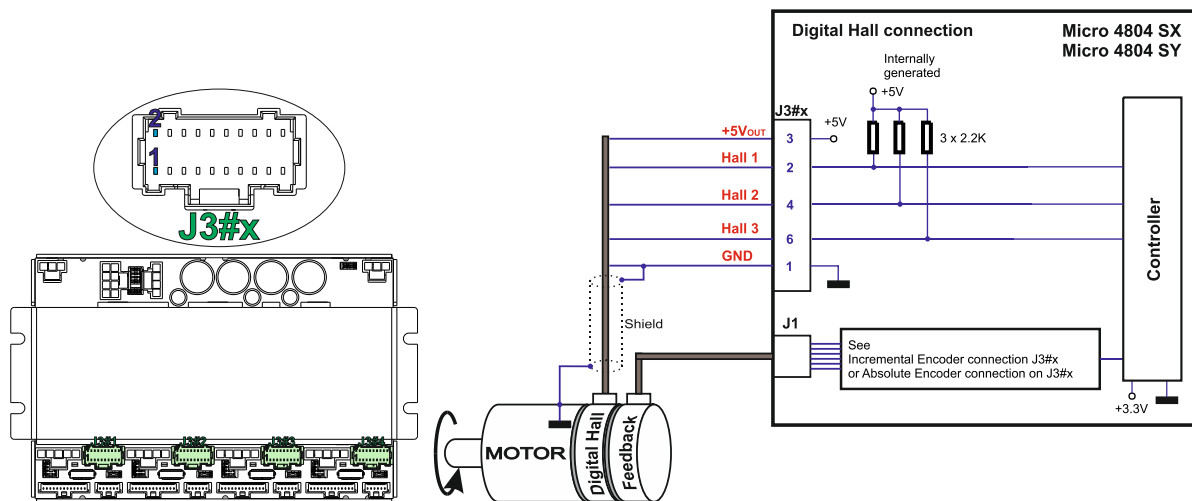 2
1
J3#x
J3#1
J3#2
J3#3
J3#4
Digital Hall connection
Micro 4804 SX
Micro 4804 SY
Internally
generated
+5V
J3#x
+5V
3 x 2.2K
+5VOUT
3
Hall 1
2
Hall 2
4
Hall 3
6
GND
1
Controller
Shield
J1
See
Incremental Encoder connection J3#x
or Absolute Encoder connection on J3#x
+3.3V
MOTOR
Digital Hall
Feedback